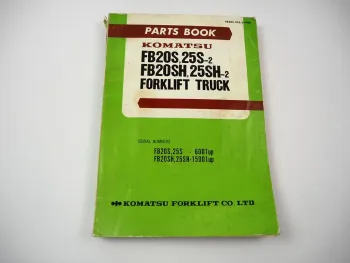 PARTS BOOK
KOMATSU
FB20S,25S-2
FB20SH,25SH-2
FORKLIFT TRUCK
SERIAL NUMBERS
FB20S,25S - 6001up
FB20SH,25SH-15001up
KOMATSU FORKLIFT CO. LTD.